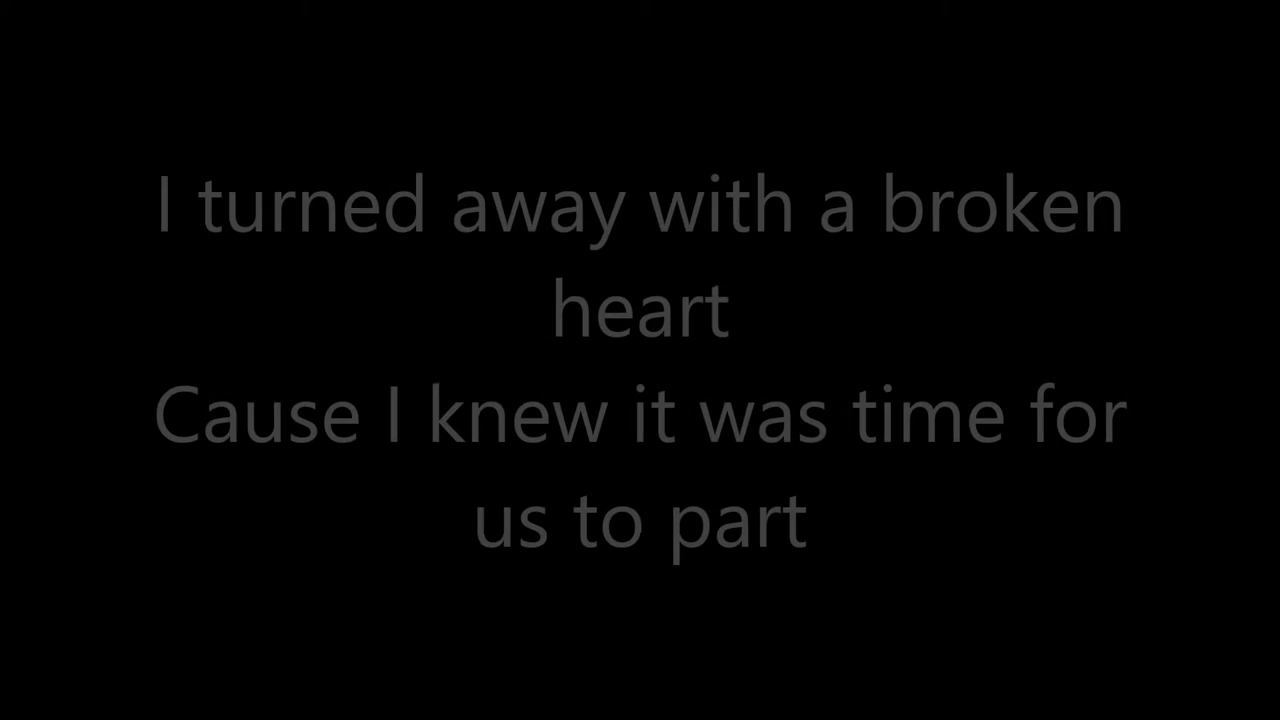 I turned away with a broken
heart
Cause I knew it was time for
us to part